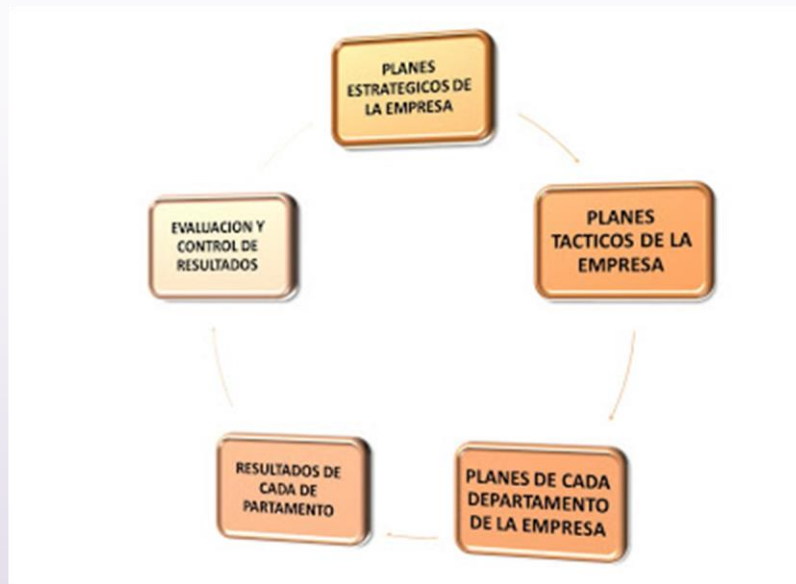 PLANES
ESTRATEGICOS DE
LA EMPRESA
PLANES
TACTICOS DE LA
EMPRESA
PLANES DE CADA
DEPARTAMENTO
DE LA EMPRESA
RESULTADOS DE
CADA DE
PARTAMENTO
EVALUACION Y
CONTROL DE
RESULTADOS